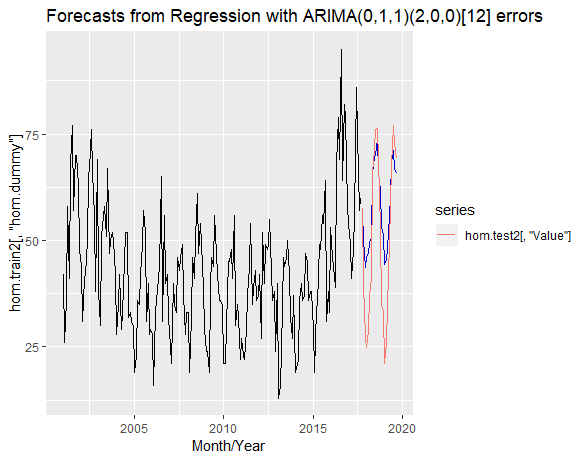 Forecasts from Regression with ARIMA(0,1,1)(2,0,0)[12] errors
hom.train2[, "hom.dummy"]
75
50
25
2005
2010
2015
2020
Month/Year
series
hom.test2[, "Value"]